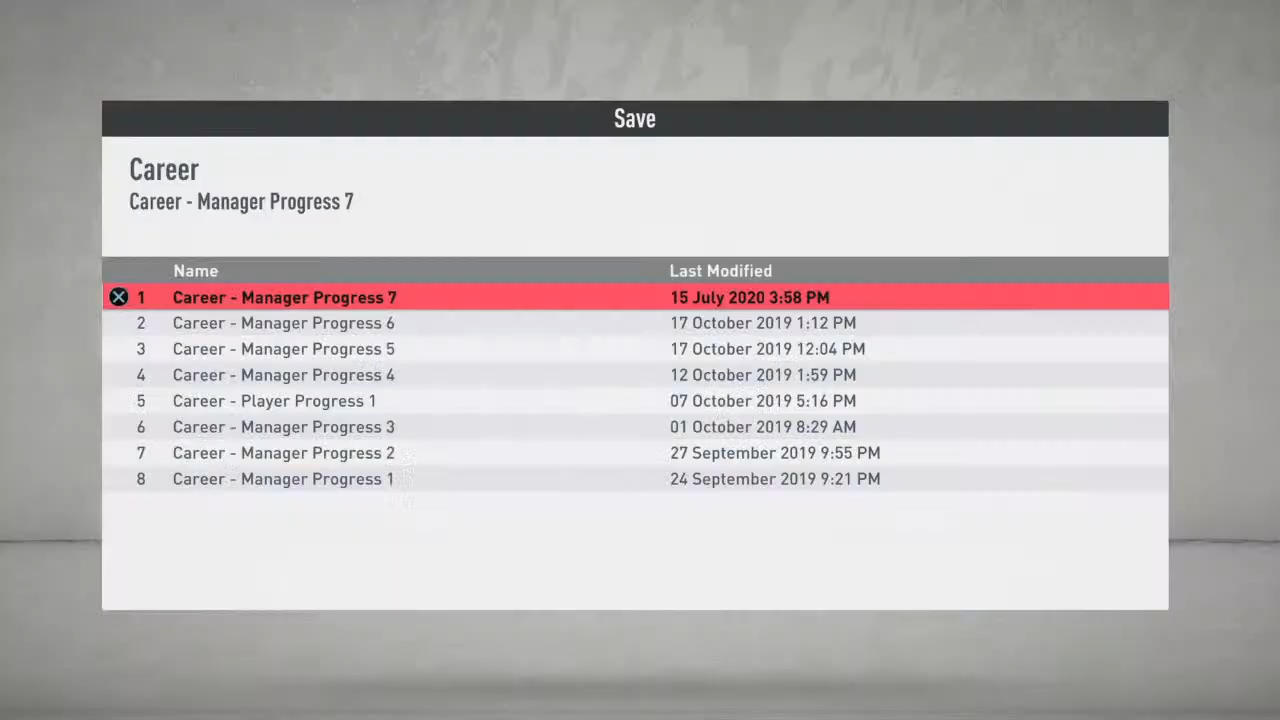 Save
Career
Career - Manager Progress 7
Name Last Modified
1 Career - Manager Progress 7 15 July 2020 3:58 PM
2 Career - Manager Progress 6 17 October 2019 1:12 PM
3 Career - Manager Progress 5 17 October 2019 12:04 PM
4 Career - Manager Progress 4 12 October 2019 1:59 PM
5 Career - Player Progress 1 07 October 2019 5:16 PM
6 Career - Manager Progress 3 01 October 2019 8:29 AM
7 Career - Manager Progress 2 27 September 2019 9:55 PM
8 Career - Manager Progress 1 24 September 2019 9:21 PM